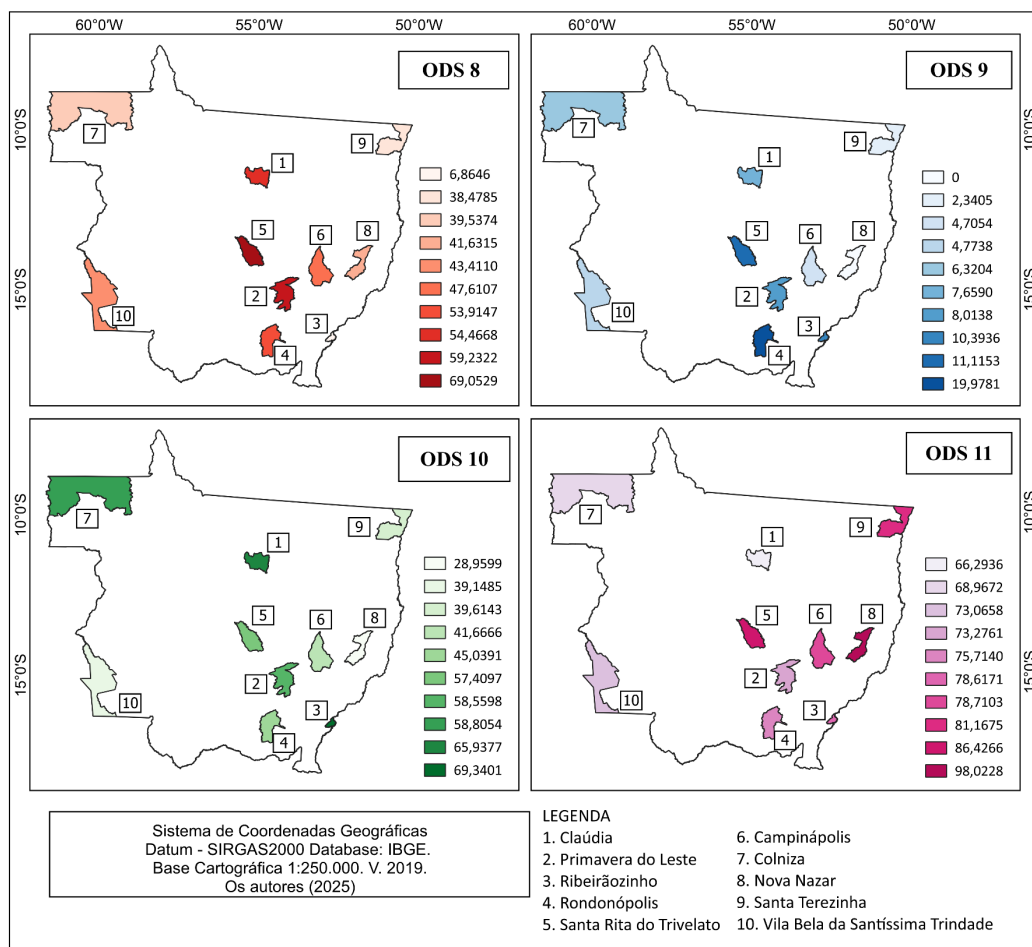 60°0'W 55°0'W 50°0'W 60°0'W 55°0'W 50°0'W
ODS 8
10°0'S
15°0'S
7
9
1
5
6
8
2
3
10
4
6,8646
38,4785
39,5374
41,6315
43,4110
47,6107
53,9147
54,4668
59,2322
69,0529
ODS 9
10°0'S
15°0'S
7
9
1
5
6
8
2
3
10
4
0
2,3405
4,7054
4,7738
6,3204
7,6590
8,0138
10,3936
11,1153
19,9781
ODS 10
10°0'S
15°0'S
7
9
1
5
6
8
2
3
10
4
28,9599
39,1485
39,6143
41,6666
45,0391
57,4097
58,5598
58,8054
65,9377
69,3401
ODS 11
10°0'S
15°0'S
7
9
1
5
6
8
2
3
10
4
66,2936
68,9672
73,0658
73,2761
75,7140
78,6171
78,7103
81,1675
86,4266
98,0228
Sistema de Coordenadas Geográficas
Datum - SIRGAS2000 Database: IBGE.
Base Cartográfica 1:250.000. V. 2019.
Os autores (2025)
LEGENDA
1. Claúdia
2. Primavera do Leste
3. Ribeirãozinho
4. Rondonópolis
5. Santa Rita do Trivelato
6. Campinápolis
7. Colniza
8. Nova Nazar
9. Santa Terezinha
10. Vila Bela da Santíssima Trindade